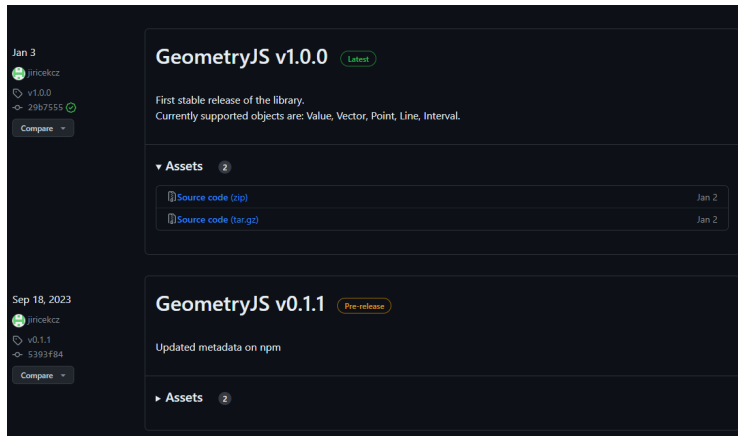 Jan 3
jiricekcz
v1.0.0
29b7555
Compare
GeometryJS v1.0.0 Latest
First stable release of the library.
Currently supported objects are: Value, Vector, Point, Line, Interval.
Assets 2
Source code (zip) Jan 2
Source code (tar.gz) Jan 2
Sep 18, 2023
jiricekcz
v0.1.1
5393f84
Compare
GeometryJS v0.1.1 Pre-release
Updated metadata on npm
Assets 2